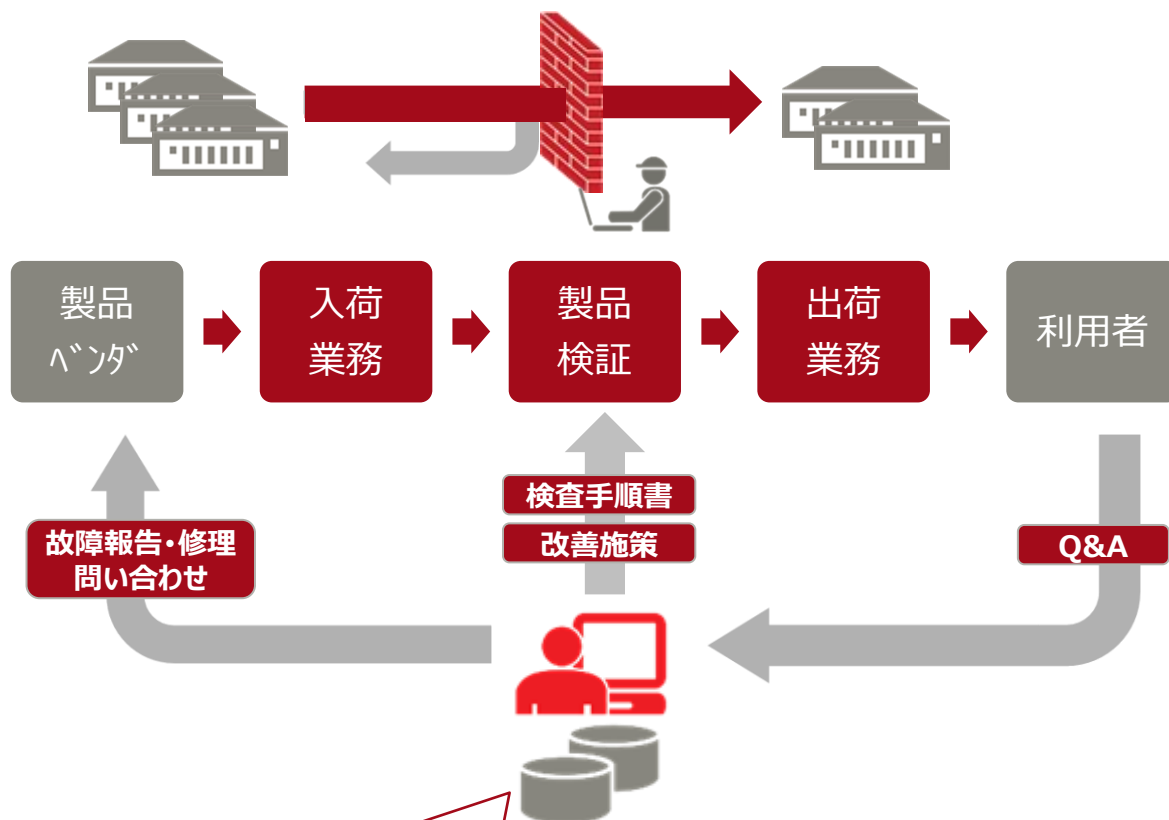 製品
ﾍﾞﾝﾀﾞ
入荷
業務
製品
検証
出荷
業務
利用者
検査手順書
改善施策
故障報告・修理
問い合わせ
Q&A